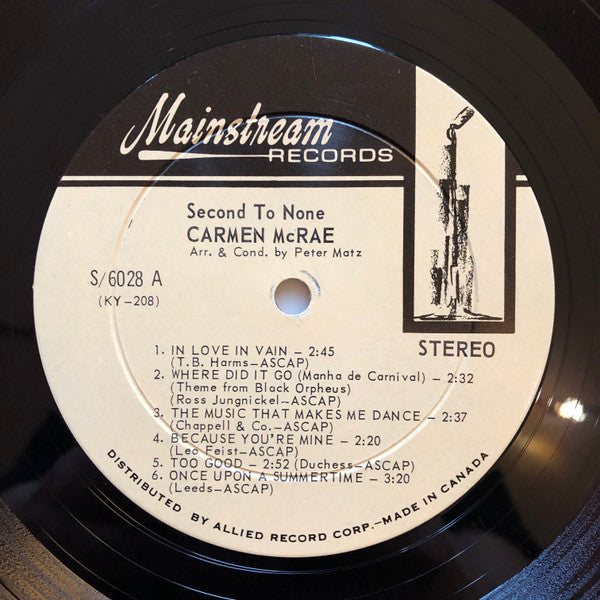 Mainstream
RECORDS
Second To None
CARMEN McRAE
Arr. & Cond. by Peter Matz
S/6028 A
(KY-208)
STEREO
1. IN LOVE IN VAIN – 2:45
(T.B. Harms–ASCAP)
2. WHERE DID IT GO (Manha de Carnival) – 2:32
(Theme from Black Orpheus)
(Ross Jungnickel–ASCAP)
3. THE MUSIC THAT MAKES ME DANCE – 2:37
(Chappell & Co.–ASCAP)
4. BECAUSE YOU'RE MINE – 2:20
(Leo Feist–ASCAP)
5. TOO GOOD – 2:52 (Duchess–ASCAP)
6. ONCE UPON A SUMMERTIME – 3:20
(Leeds–ASCAP)
DISTRIBUTED BY ALLIED RECORD CORP.–MADE IN CANADA